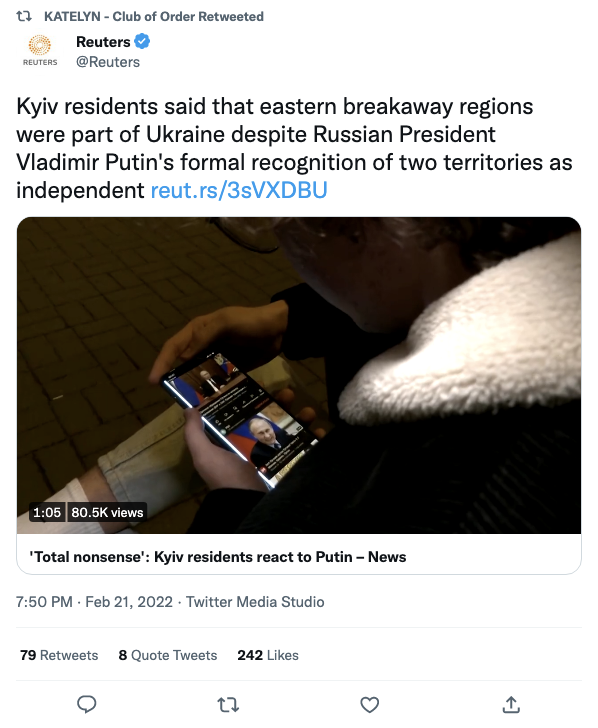 KATELYN - Club of Order Retweeted
Reuters
@Reuters
REUTERS
Kyiv residents said that eastern breakaway regions
were part of Ukraine despite Russian President
Vladimir Putin's formal recognition of two territories as
independent reut.rs/3sVXDBU
1:05 80.5K views
'Total nonsense': Kyiv residents react to Putin – News
7:50 PM · Feb 21, 2022 · Twitter Media Studio
79 Retweets 8 Quote Tweets 242 Likes